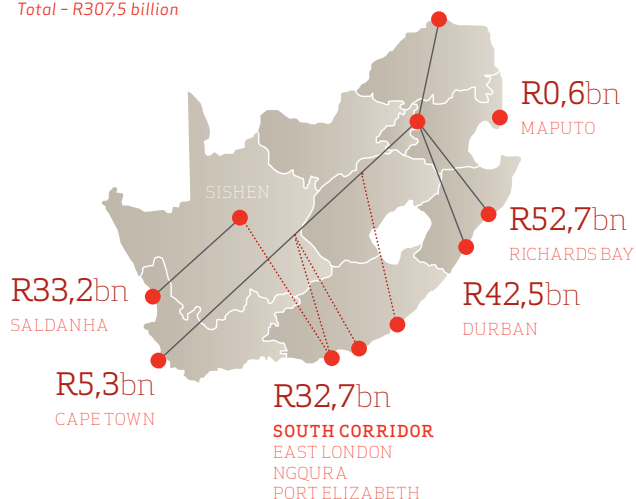 Total – R307,5 billion
R0,6bn
MAPUTO
SISHEN
R52,7bn
RICHARDS BAY
R33,2bn
SALDANHA
R42,5bn
DURBAN
R5,3bn
CAPE TOWN
R32,7bn
SOUTH CORRIDOR
EAST LONDON
NGQURA
PORT ELIZABETH